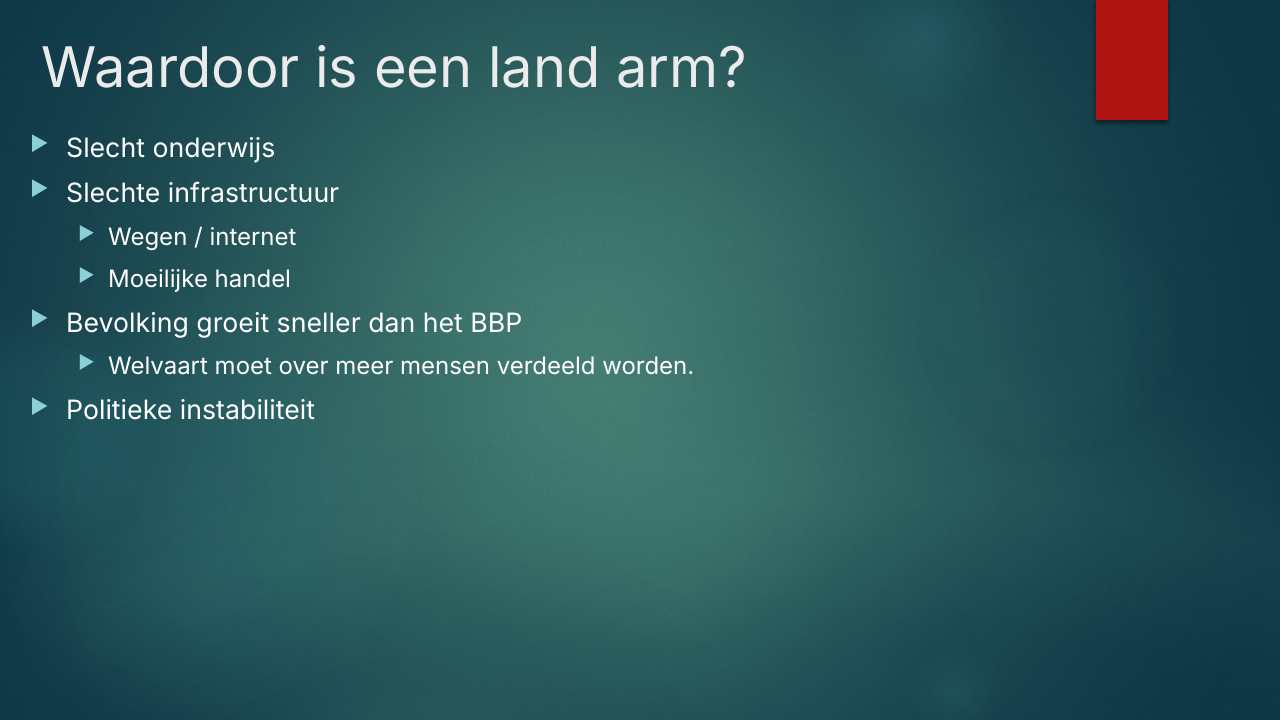 Waardoor is een land arm?
Slecht onderwijs
Slechte infrastructuur
Wegen / internet
Moeilijke handel
Bevolking groeit sneller dan het BBP
Welvaart moet over meer mensen verdeeld worden.
Politieke instabiliteit